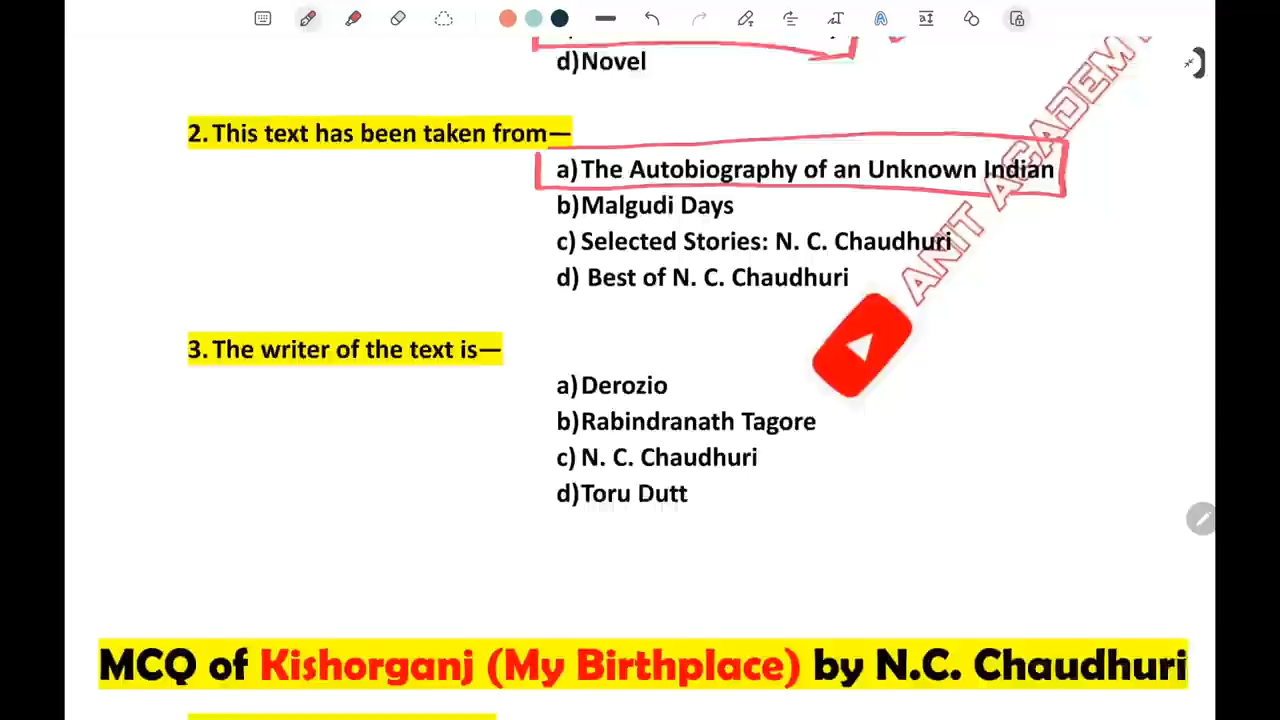 d) Novel
2. This text has been taken from—
a) The Autobiography of an Unknown Indian
b) Malgudi Days
c) Selected Stories: N. C. Chaudhuri
d) Best of N. C. Chaudhuri
ANIT ACADEMY
3. The writer of the text is—
a) Derozio
b) Rabindranath Tagore
c) N. C. Chaudhuri
d) Toru Dutt
MCQ of Kishorganj (My Birthplace) by N.C. Chaudhuri